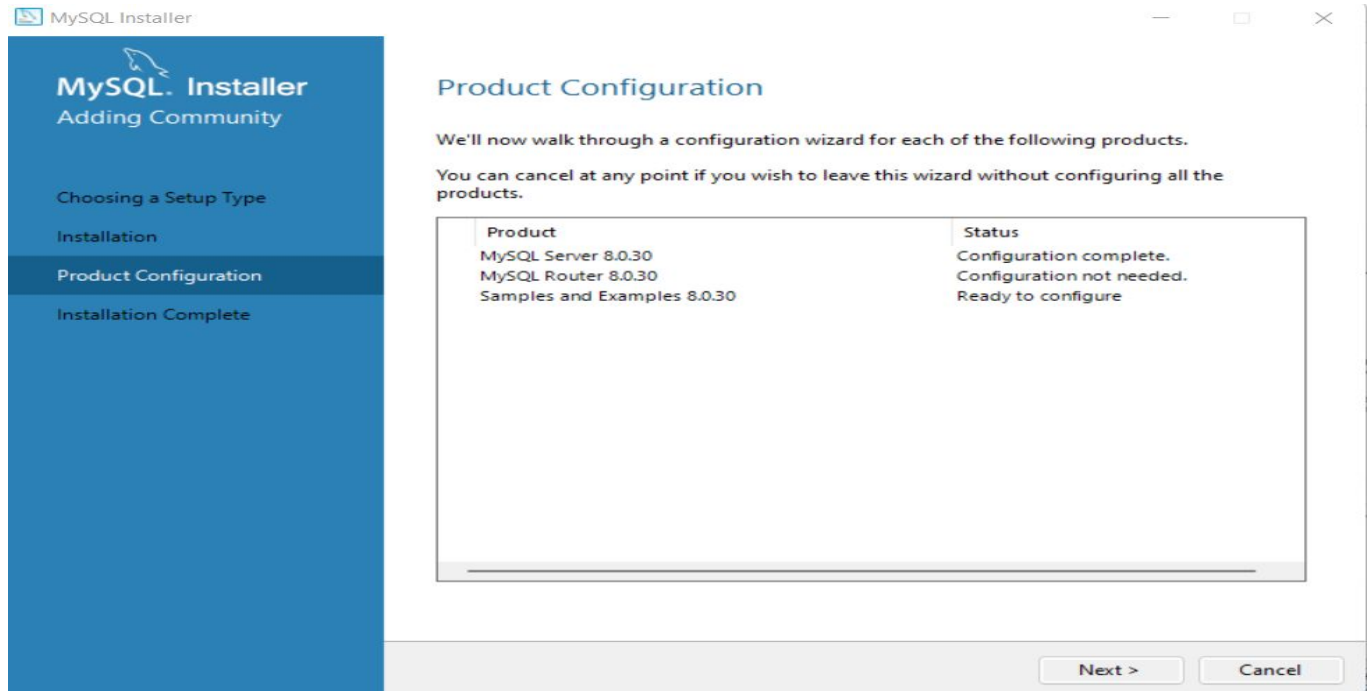 MySQL Installer
MySQL. Installer
Adding Community
Choosing a Setup Type
Installation
Product Configuration
Installation Complete
Product Configuration
We'll now walk through a configuration wizard for each of the following products.
You can cancel at any point if you wish to leave this wizard without configuring all the
products.
Product Status
MySQL Server 8.0.30 Configuration complete.
MySQL Router 8.0.30 Configuration not needed.
Samples and Examples 8.0.30 Ready to configure
Next > Cancel